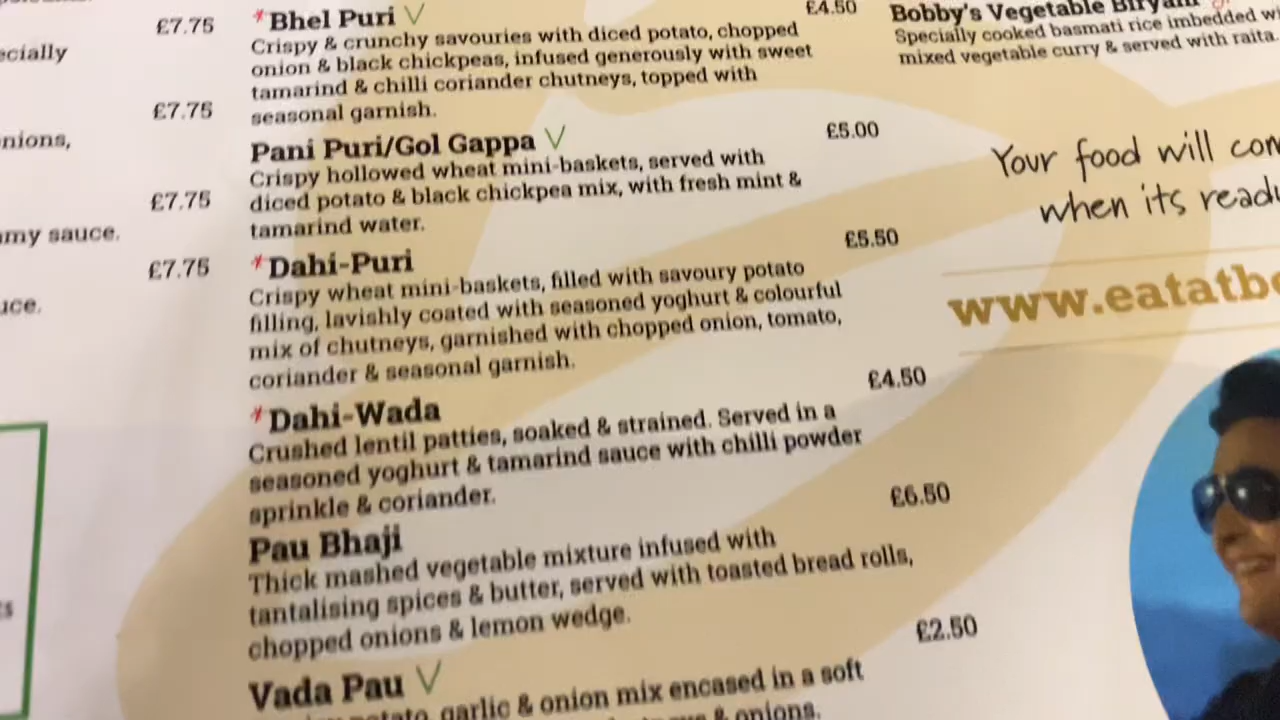 £7.75
ecially
£7.75
nions,
£7.75
my sauce.
£7.75
uce.
*Bhel Puri V £4.50
Crispy & crunchy savouries with diced potato, chopped
onion & black chickpeas, infused generously with sweet
tamarind & chilli coriander chutneys, topped with
seasonal garnish.
Pani Puri/Gol Gappa V £5.00
Crispy hollowed wheat mini-baskets, served with
diced potato & black chickpea mix, with fresh mint &
tamarind water.
*Dahi-Puri £5.50
Crispy wheat mini-baskets, filled with savoury potato
filling, lavishly coated with seasoned yoghurt & colourful
mix of chutneys, garnished with chopped onion, tomato,
coriander & seasonal garnish.
*Dahi-Wada £4.50
Crushed lentil patties, soaked & strained. Served in a
seasoned yoghurt & tamarind sauce with chilli powder
sprinkle & coriander.
Pau Bhaji £6.50
Thick mashed vegetable mixture infused with
tantalising spices & butter, served with toasted bread rolls,
chopped onions & lemon wedge.
Vada Pau V £2.50
potato, garlic & onion mix encased in a soft
& onions.
Bobby's Vegetable Biryani
Specially cooked basmati rice imbedded wi
mixed vegetable curry & served with raita.
Your food will com
when its ready
www.eatatbo